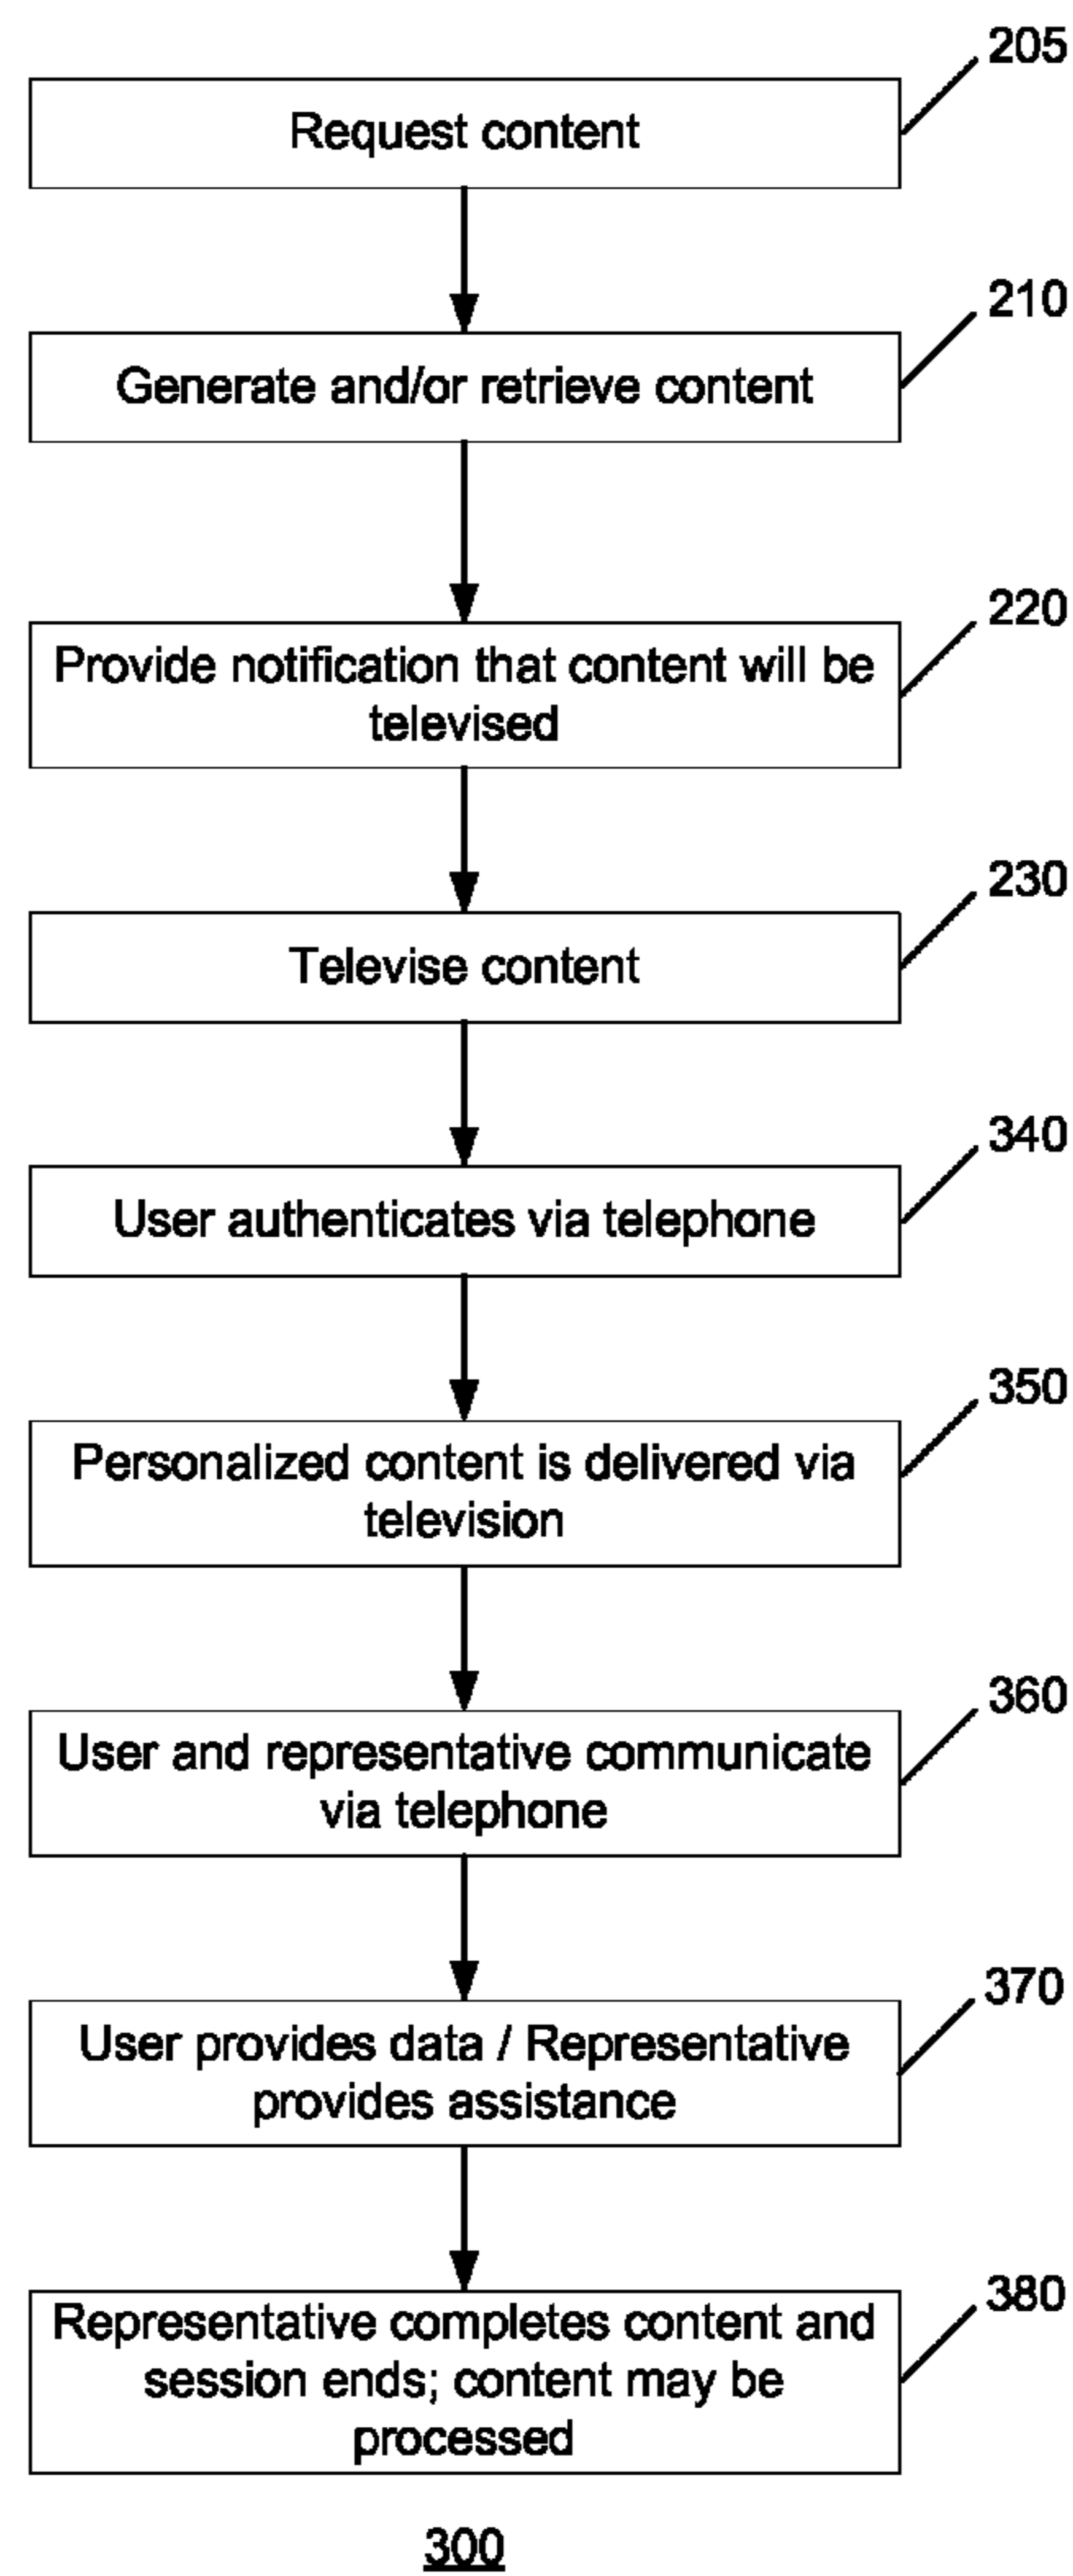 205
Request content
210
Generate and/or retrieve content
220
Provide notification that content will be
televised
230
Televise content
340
User authenticates via telephone
350
Personalized content is delivered via
television
360
User and representative communicate
via telephone
370
User provides data / Representative
provides assistance
380
Representative completes content and
session ends; content may be
processed
300